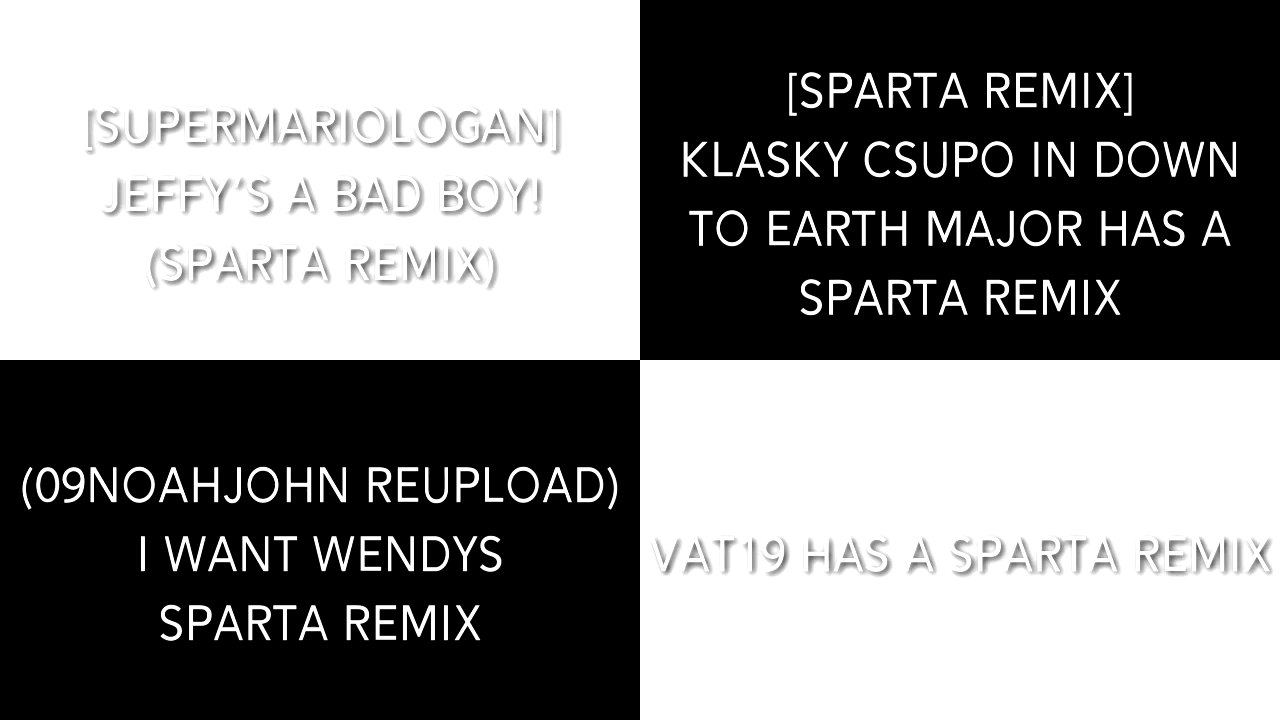 [SUPERMARIOLOGAN]
JEFFY'S A BAD BOY!
(SPARTA REMIX)
[SPARTA REMIX]
KLASKY CSUPO IN DOWN
TO EARTH MAJOR HAS A
SPARTA REMIX
(09NOAHJOHN REUPLOAD)
I WANT WENDYS
SPARTA REMIX
VAT19 HAS A SPARTA REMIX